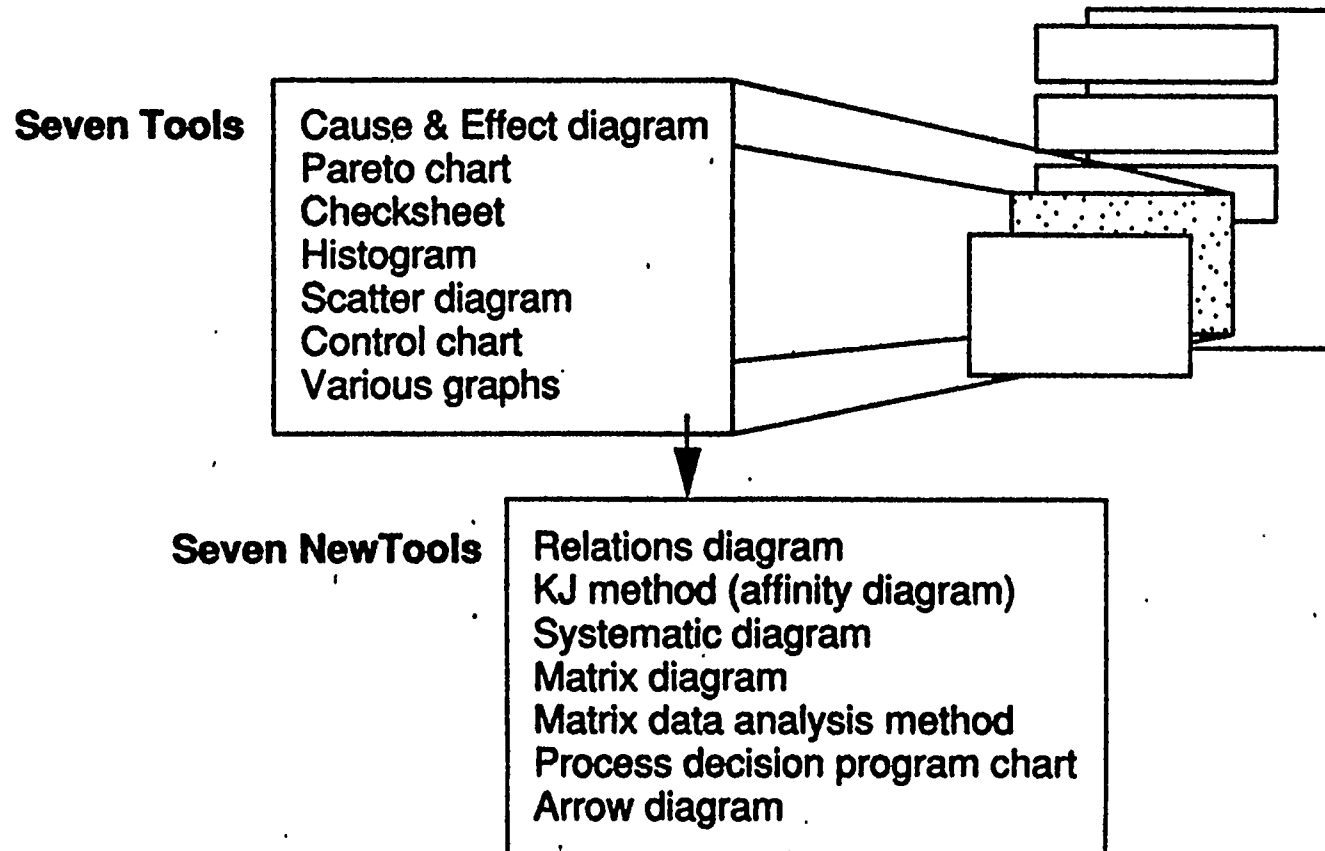 Seven Tools
Cause & Effect diagram
Pareto chart
Checksheet
Histogram
Scatter diagram
Control chart
Various graphs
Seven NewTools
Relations diagram
KJ method (affinity diagram)
Systematic diagram
Matrix diagram
Matrix data analysis method
Process decision program chart
Arrow diagram